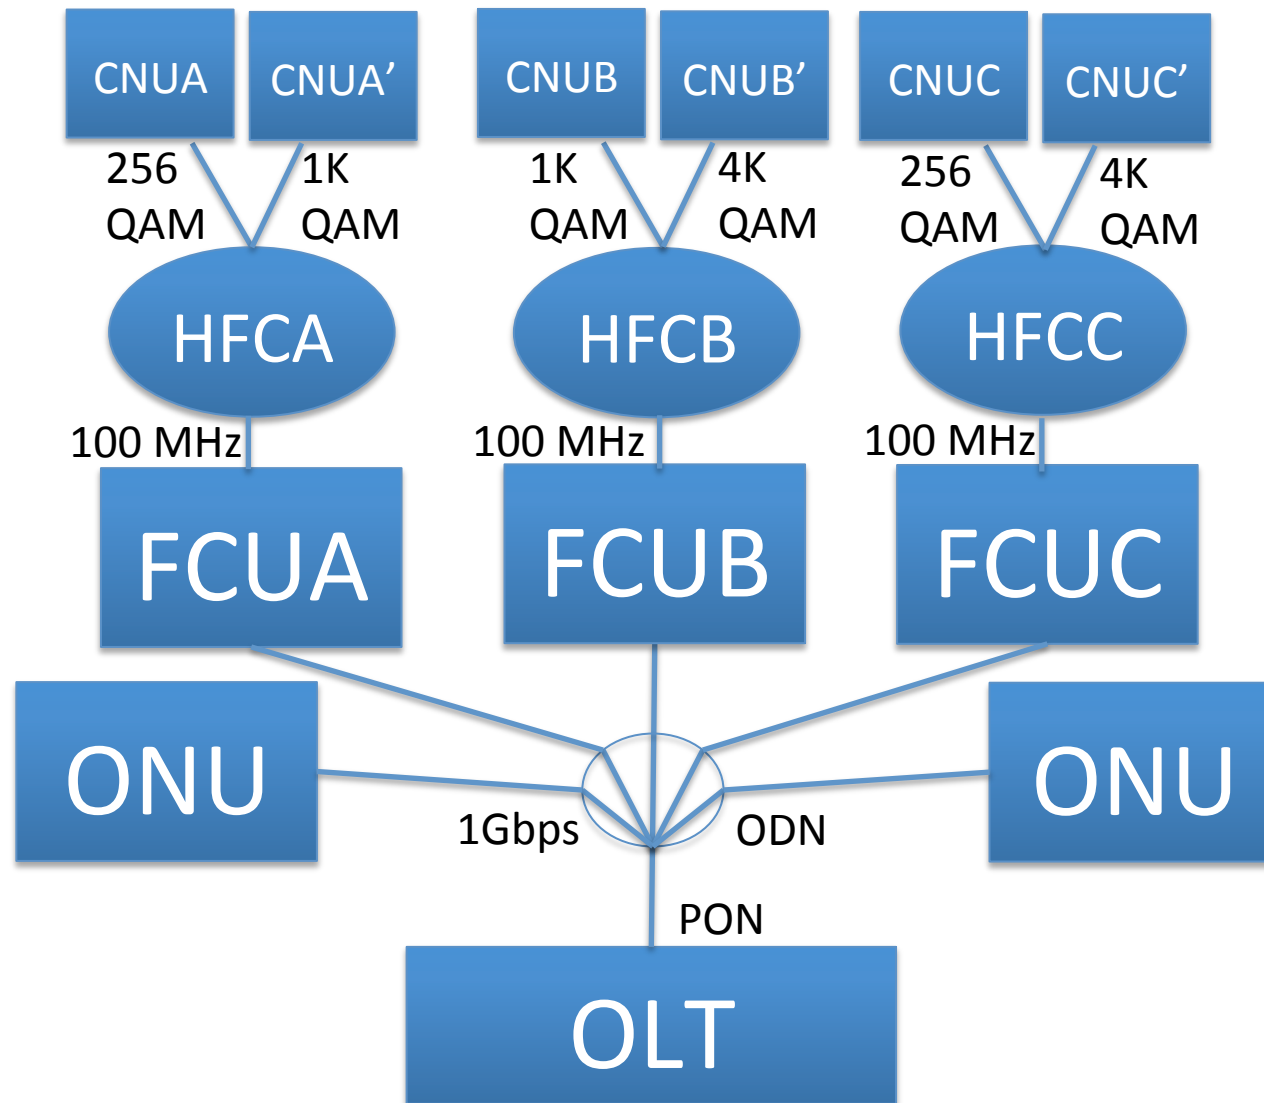 CNUA
CNUA’
CNUB
CNUB’
CNUC
CNUC’
256
QAM
1K
QAM
1K
QAM
4K
QAM
256
QAM
4K
QAM
HFCA
HFCB
HFCC
100 MHz
100 MHz
100 MHz
FCUA
FCUB
FCUC
ONU
ONU
1Gbps
ODN
PON
OLT